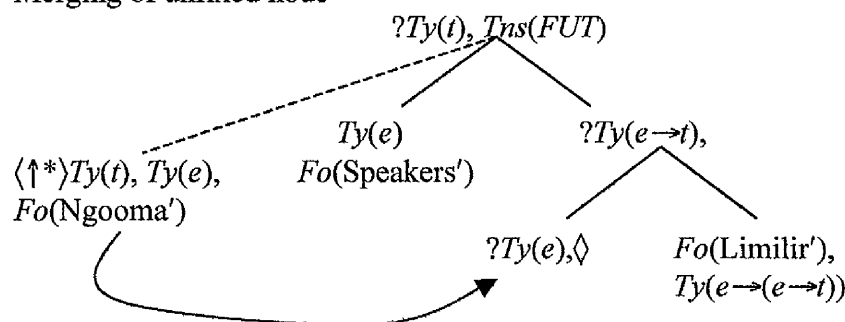 Merging of unfixed node
?Ty(t), Tns(FUT)
Ty(e)
?Ty(e→t),
⟨↑*⟩Ty(t), Ty(e),
Fo(Speakers′)
Fo(Ngooma′)
?Ty(e),◊
Fo(Limilir′),
Ty(e→(e→t))